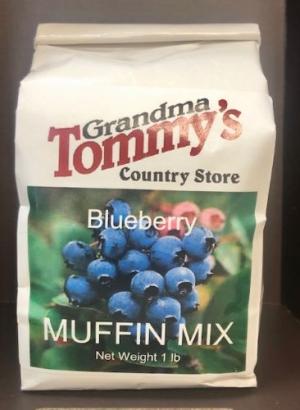 Grandma
Tommy's
Country Store
Blueberry
MUFFIN MIX
Net Weight 1 lb